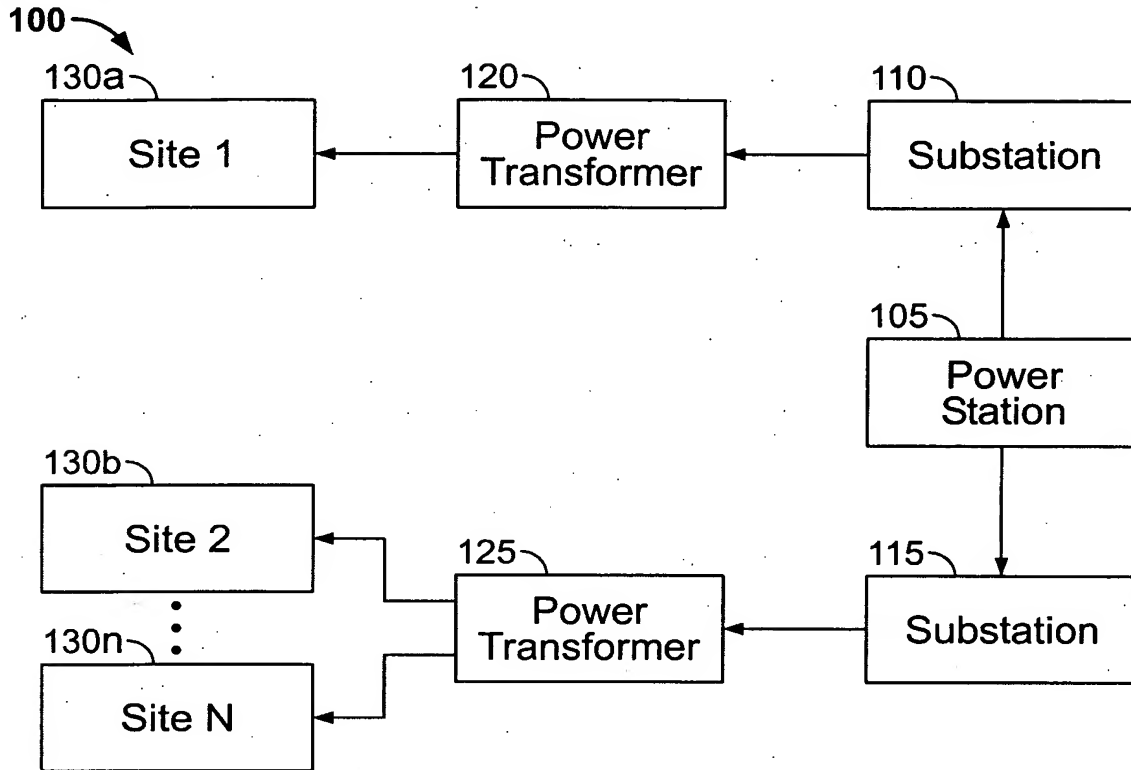 100
130a
Site 1
120
Power
Transformer
110
Substation
105
Power
Station
130b
Site 2
130n
Site N
125
Power
Transformer
115
Substation